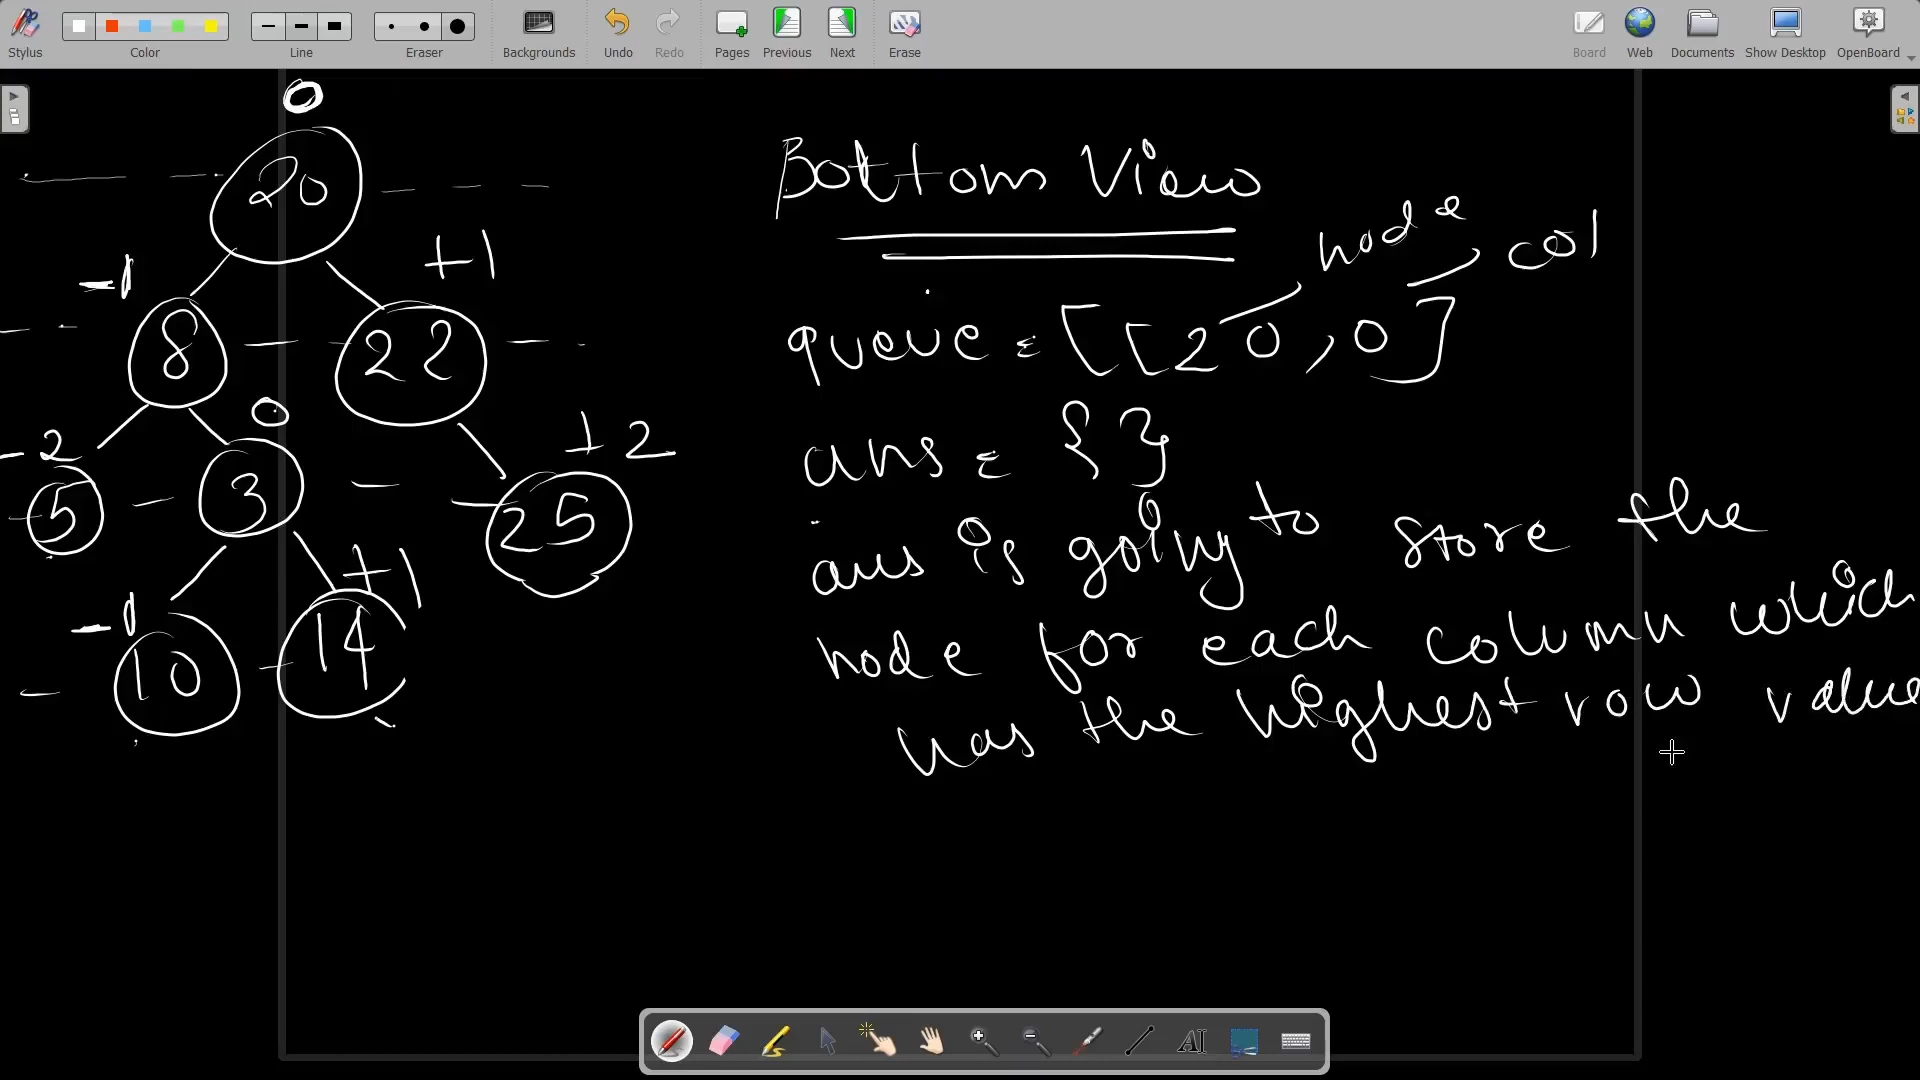 Stylus Color Line Eraser Backgrounds Undo Redo Pages Previous Next Erase Board Web Documents Show Desktop OpenBoard
0
20
-1 +1
8 22
-2 0 +2
5 3 25
-1 +1
10 14
Bottom View
node, col
queue = [[20, 0]
ans = { }
ans is going to store the
node for each column which
has the highest row value
AI